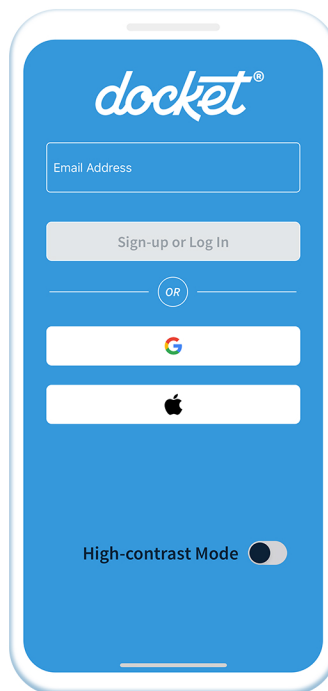 docket®
Email Address
Sign-up or Log In
OR
High-contrast Mode